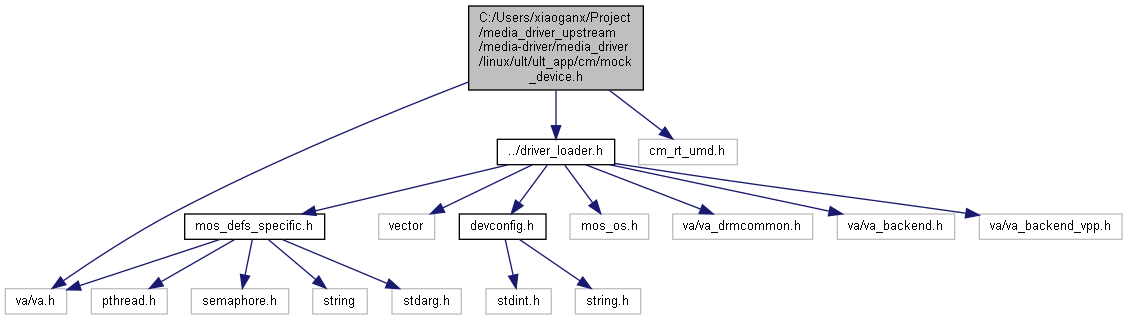 C:/Users/xiaoganx/Project
/media_driver_upstream
/media-driver/media_driver
/linux/ult/ult_app/cm/mock
_device.h
../driver_loader.h
cm_rt_umd.h
mos_defs_specific.h
vector
devconfig.h
mos_os.h
va/va_drmcommon.h
va/va_backend.h
va/va_backend_vpp.h
va/va.h
pthread.h
semaphore.h
string
stdarg.h
stdint.h
string.h